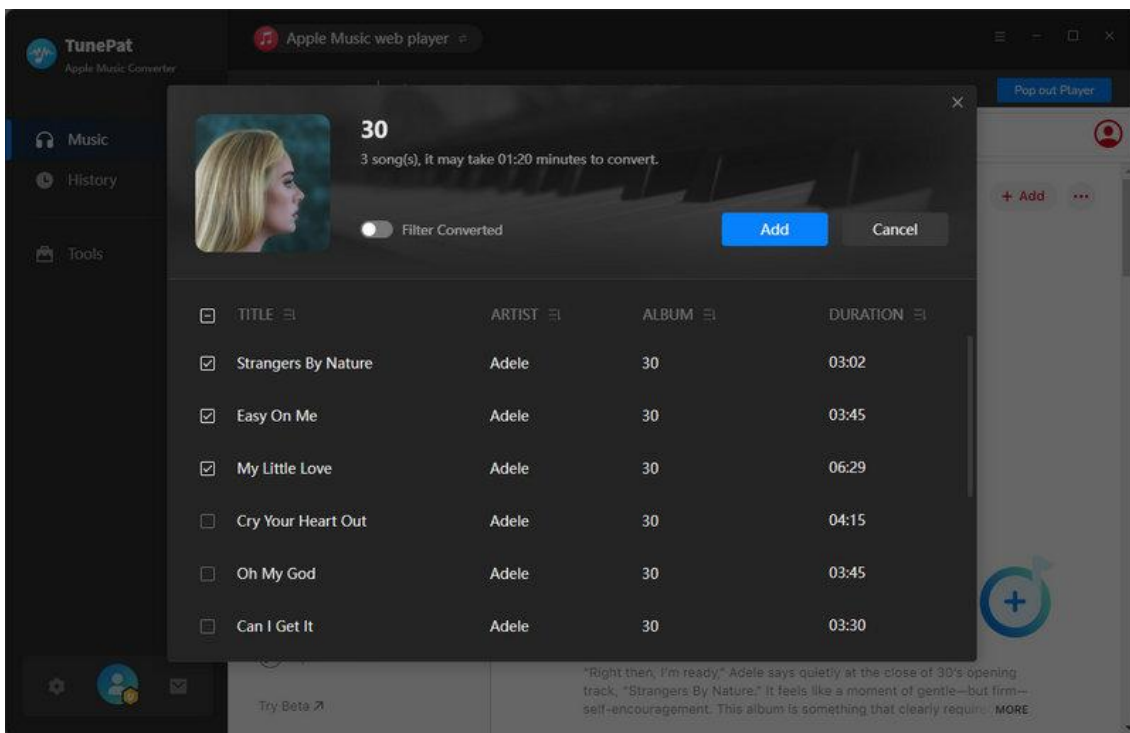 TunePat
Apple Music Converter
Apple Music web player
Pop out Player
Music
History
Tools
30
3 song(s), it may take 01:20 minutes to convert.
Filter Converted
Add
Cancel
+ Add
TITLE ARTIST ALBUM DURATION
Strangers By Nature Adele 30 03:02
Easy On Me Adele 30 03:45
My Little Love Adele 30 06:29
Cry Your Heart Out Adele 30 04:15
Oh My God Adele 30 03:45
Can I Get It Adele 30 03:30
Try Beta
"Right then, I'm ready," Adele says quietly at the close of 30's opening
track, "Strangers By Nature." It feels like a moment of gentle—but firm—
self-encouragement. This album is something that clearly require MORE